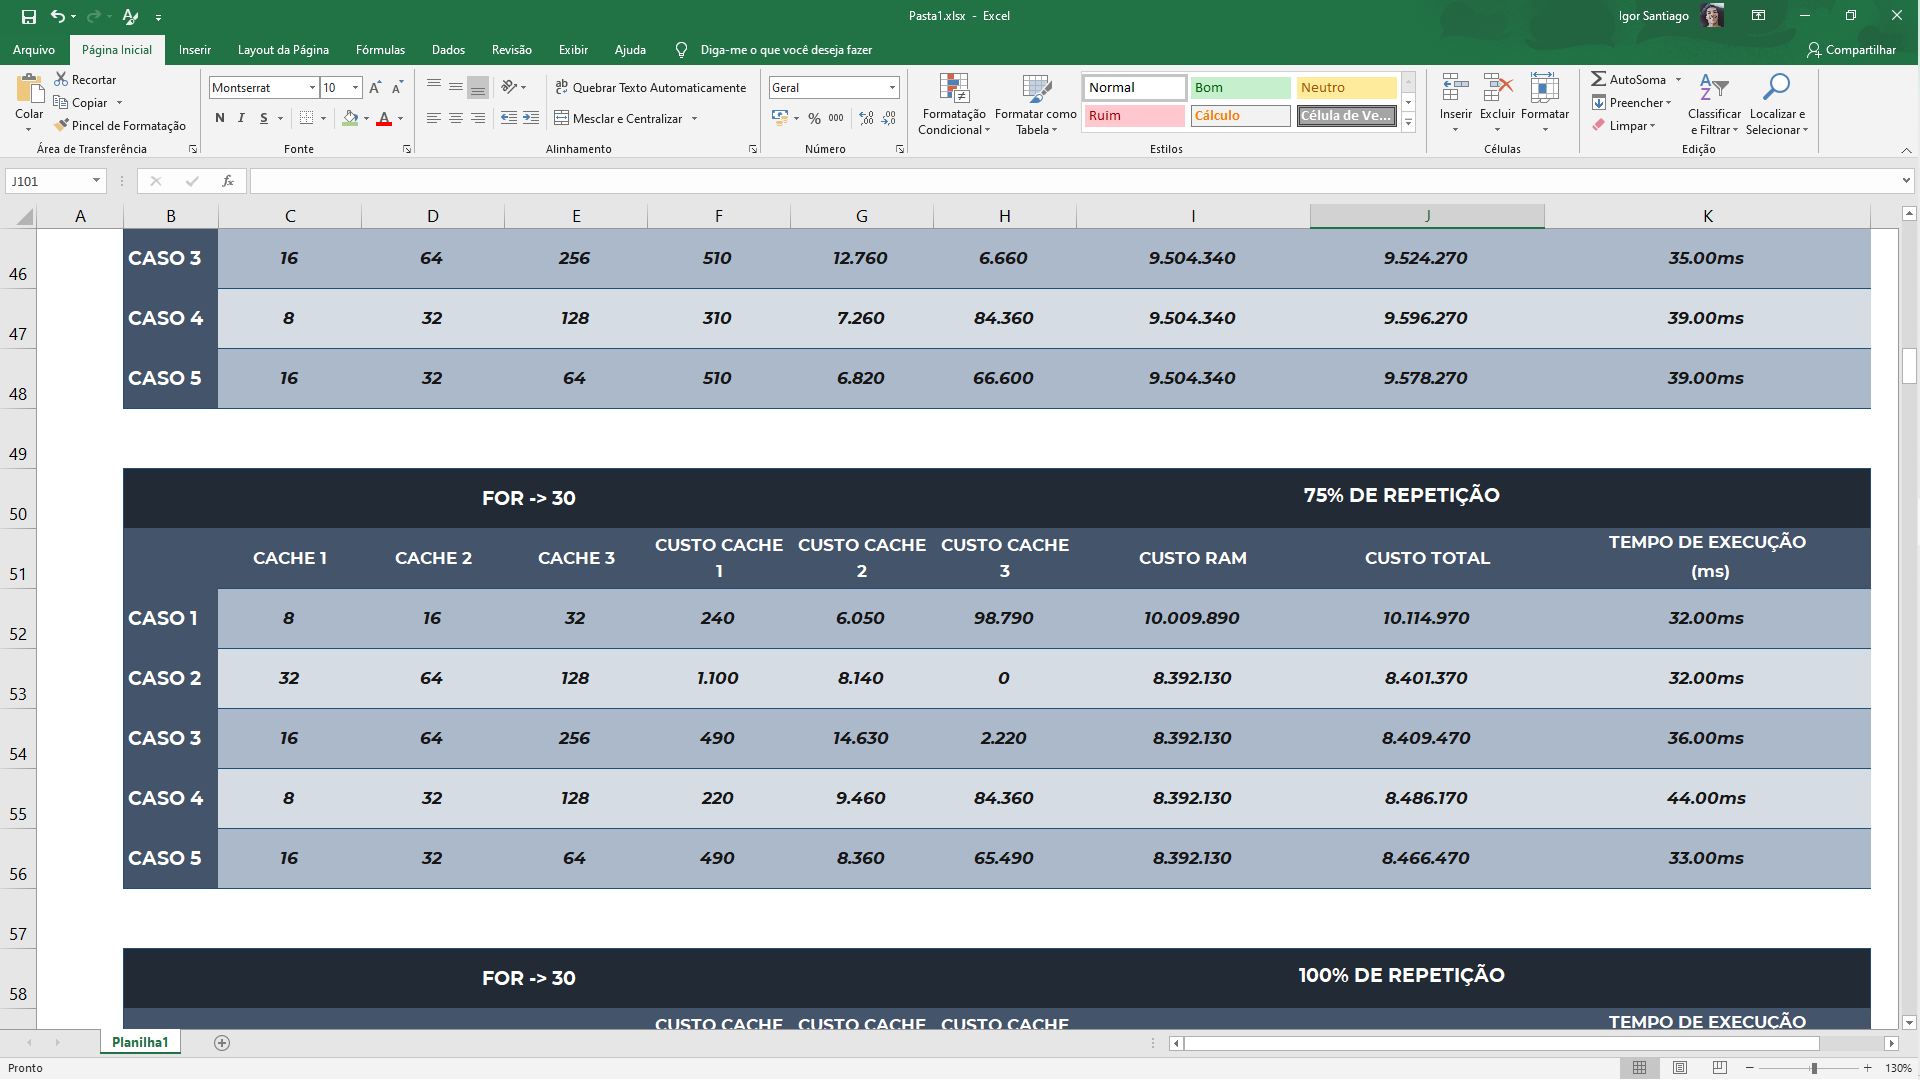 Pasta1.xlsx - Excel
Igor Santiago
Arquivo Página Inicial Inserir Layout da Página Fórmulas Dados Revisão Exibir Ajuda Diga-me o que você deseja fazer Compartilhar
Colar
Recortar
Copiar
Pincel de Formatação
Área de Transferência
Montserrat 10
N I S
Fonte
Quebrar Texto Automaticamente
Mesclar e Centralizar
Alinhamento
Geral
% 000
Número
Formatação Condicional
Formatar como Tabela
Normal Bom Neutro
Ruim Cálculo Célula de Ve...
Estilos
Inserir Excluir Formatar
Células
AutoSoma
Preencher
Limpar
Classificar e Filtrar
Localizar e Selecionar
Edição
J101 fx
A B C D E F G H I J K
46 CASO 3 16 64 256 510 12.760 6.660 9.504.340 9.524.270 35.00ms
47 CASO 4 8 32 128 310 7.260 84.360 9.504.340 9.596.270 39.00ms
48 CASO 5 16 32 64 510 6.820 66.600 9.504.340 9.578.270 39.00ms
49
50 FOR -> 30 75% DE REPETIÇÃO
51 CACHE 1 CACHE 2 CACHE 3 CUSTO CACHE 1 CUSTO CACHE 2 CUSTO CACHE 3 CUSTO RAM CUSTO TOTAL TEMPO DE EXECUÇÃO (ms)
52 CASO 1 8 16 32 240 6.050 98.790 10.009.890 10.114.970 32.00ms
53 CASO 2 32 64 128 1.100 8.140 0 8.392.130 8.401.370 32.00ms
54 CASO 3 16 64 256 490 14.630 2.220 8.392.130 8.409.470 36.00ms
55 CASO 4 8 32 128 220 9.460 84.360 8.392.130 8.486.170 44.00ms
56 CASO 5 16 32 64 490 8.360 65.490 8.392.130 8.466.470 33.00ms
57
58 FOR -> 30 100% DE REPETIÇÃO
CUSTO CACHE CUSTO CACHE CUSTO CACHE TEMPO DE EXECUÇÃO
Planilha1
Pronto
130%